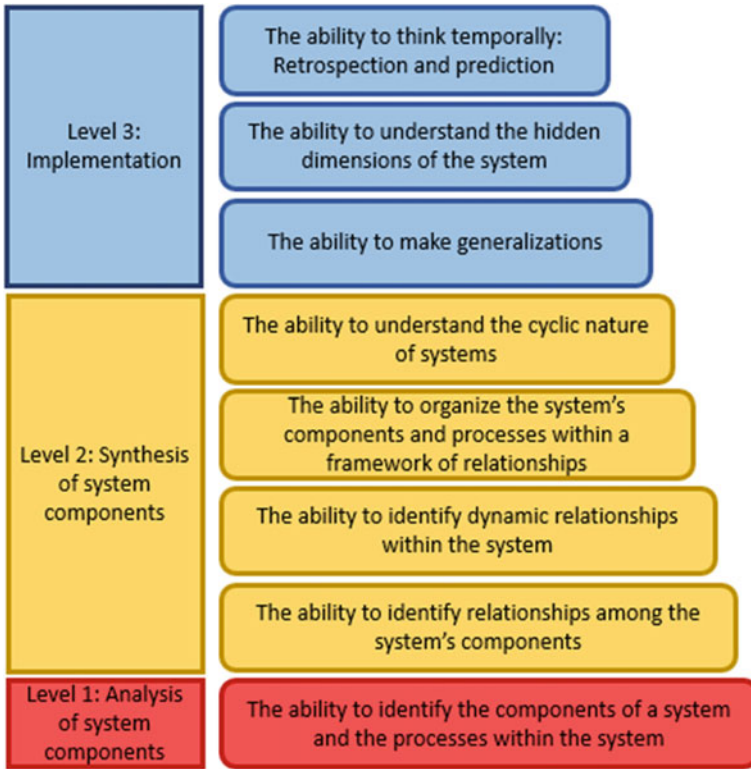 Level 3:
Implementation
The ability to think temporally:
Retrospection and prediction
The ability to understand the hidden
dimensions of the system
The ability to make generalizations
Level 2: Synthesis
of system
components
The ability to understand the cyclic nature
of systems
The ability to organize the system’s
components and processes within a
framework of relationships
The ability to identify dynamic relationships
within the system
The ability to identify relationships among the
system’s components
Level 1: Analysis
of system
components
The ability to identify the components of a system
and the processes within the system